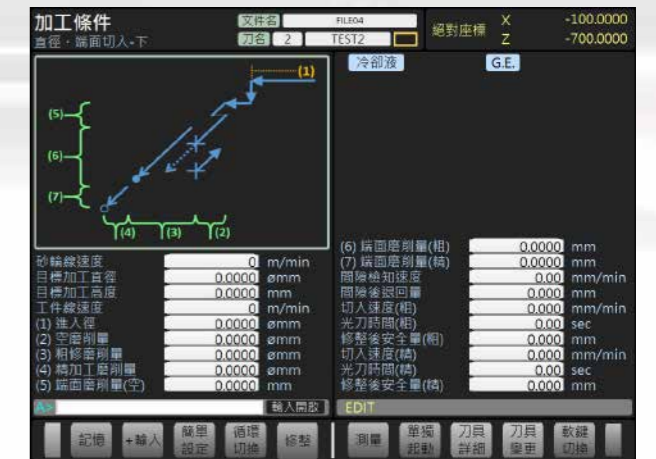 加工條件
直徑・端面切入-下
文件名 FILE04
刀名 2 TEST2
絕對座標 X -100.0000
Z -700.0000
冷卻液 G.E.
(1)
(5)
(6)
(7)
(4) (3) (2)
砂輪線速度 0 m/min
目標加工直徑 0.0000 ømm
目標加工高度 0.0000 mm
工件線速度 0 m/min
(1) 進入徑 0.0000 ømm
(2) 空磨削量 0.0000 ømm
(3) 粗修磨削量 0.0000 ømm
(4) 精加工磨削量 0.0000 ømm
(5) 端面磨削量(空) 0.0000 mm
(6) 端面磨削量(粗) 0.0000 mm
(7) 端面磨削量(精) 0.0000 mm
間隙檢知速度 0.00 mm/min
間隙後退回量 0.000 mm
切入速度(粗) 0.000 mm/min
光刀時間(粗) 0.00 sec
修整後安全量(粗) 0.000 mm
切入速度(精) 0.000 mm/min
光刀時間(精) 0.00 sec
修整後安全量(精) 0.000 mm
A> 輸入開啟 EDIT
記憶 +輸入 簡單設定 循環切換 修整 測量 單獨起動 刀具詳細 刀具變更 軟鍵切換